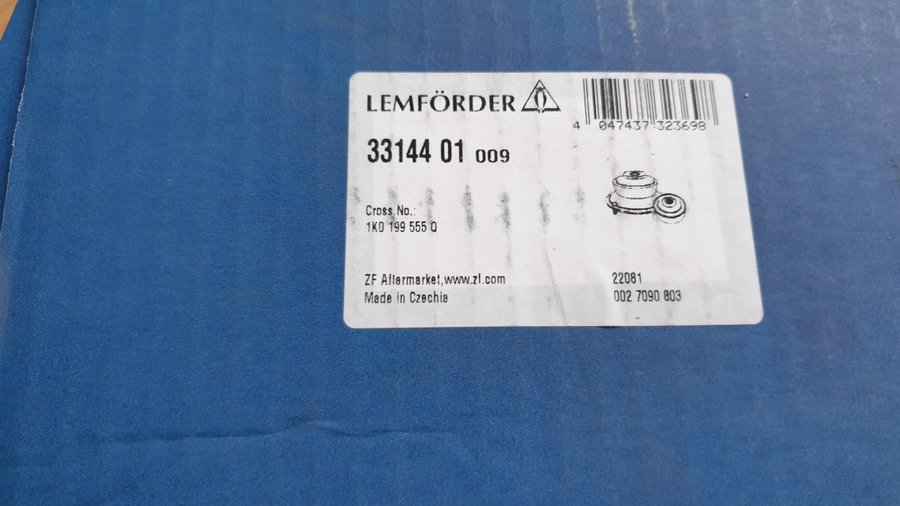 LEMFÖRDER
4 047437 323698
33144 01 009
Cross No.:
1K0 199 555 Q
ZF Aftermarket,www.zf.com
22081
Made in Czechia
002 7090 803